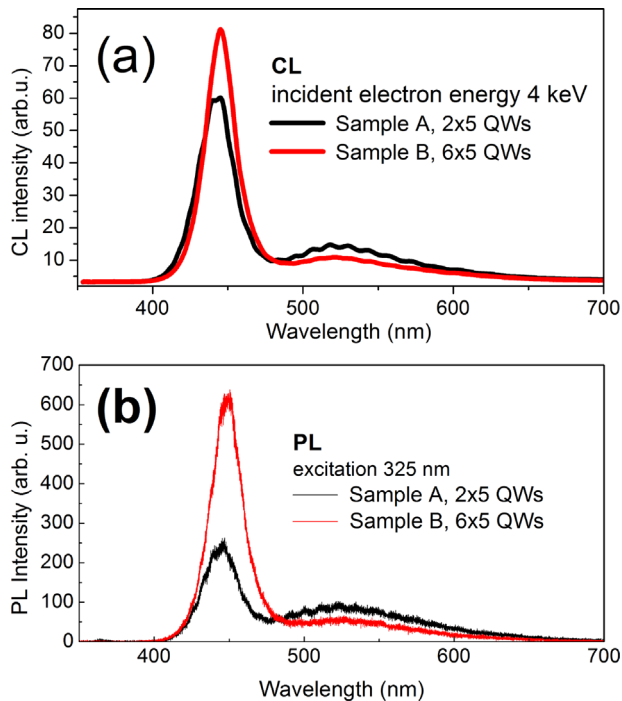 (a)
CL
incident electron energy 4 keV
Sample A, 2x5 QWs
Sample B, 6x5 QWs
CL intensity (arb.u.)
80
70
60
50
40
30
20
10
400
500
600
700
Wavelength (nm)
(b)
PL
excitation 325 nm
Sample A, 2x5 QWs
Sample B, 6x5 QWs
PL Intensity (arb. u.)
700
600
500
400
300
200
100
0
400
500
600
700
Wavelength (nm)